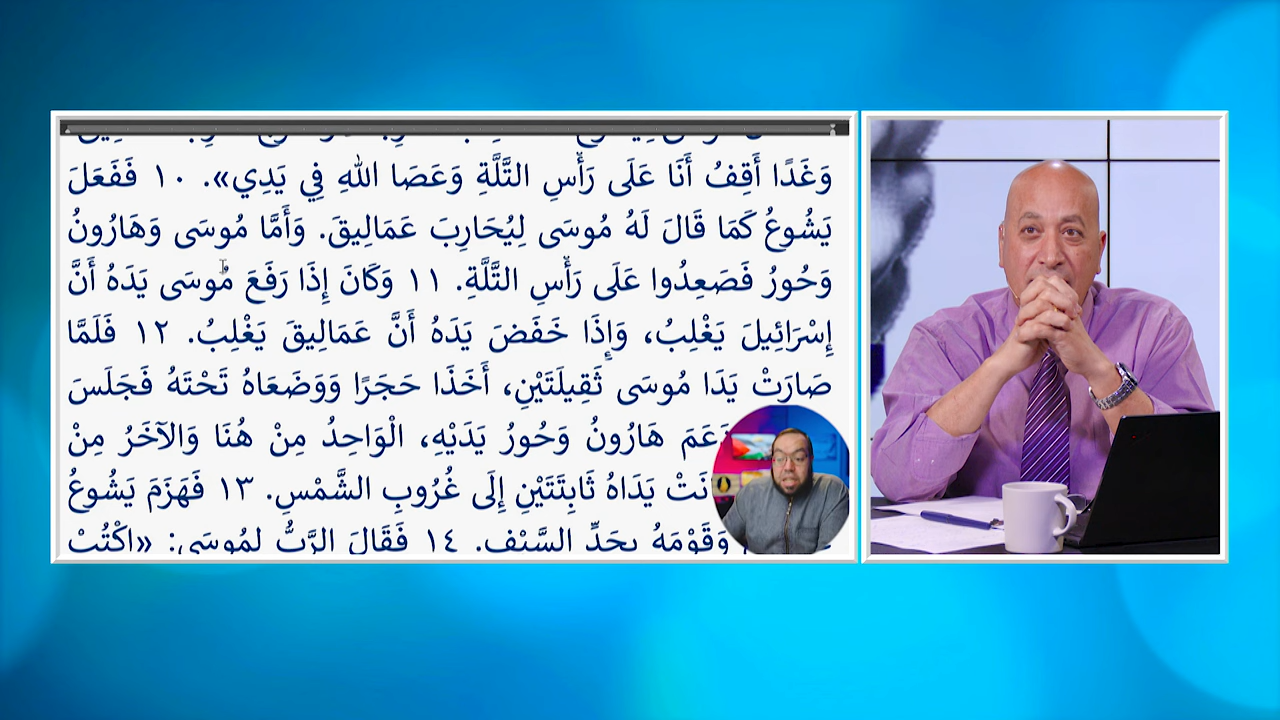 وَغَدًا أَقِفُ أَنَا عَلَى رَأْسِ التَّلَّةِ وَعَصَا اللهِ فِي يَدِي». ١٠ فَفَعَلَ
يَشُوعُ كَمَا قَالَ لَهُ مُوسَى لِيُحَارِبَ عَمَالِيقَ. وَأَمَّا مُوسَى وَهَارُونُ
وَحُورُ فَصَعِدُوا عَلَى رَأْسِ التَّلَّةِ. ١١ وَكَانَ إِذَا رَفَعَ مُوسَى يَدَهُ أَنَّ
إِسْرَائِيلَ يَغْلِبُ، وَإِذَا خَفَضَ يَدَهُ أَنَّ عَمَالِيقَ يَغْلِبُ. ١٢ فَلَمَّا
صَارَتْ يَدَا مُوسَى ثَقِيلَتَيْنِ، أَخَذَا حَجَرًا وَوَضَعَاهُ تَحْتَهُ فَجَلَسَ
هَارُونُ وَحُورُ يَدَيْهِ، الْوَاحِدُ مِنْ هُنَا وَالآخَرُ مِنْ
يَدَاهُ ثَابِتَتَيْنِ إِلَى غُرُوبِ الشَّمْسِ. ١٣ فَهَزَمَ يَشُوعُ
وَقَوْمَهُ بِحَدِّ السَّيْفِ. ١٤ فَقَالَ الرَّبُّ لِمُوسَى: «اكْتُبْ